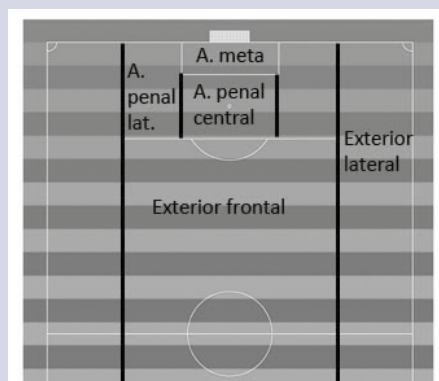 A. meta
A.
penal
lat.
A. penal
central
Exterior
lateral
Exterior frontal